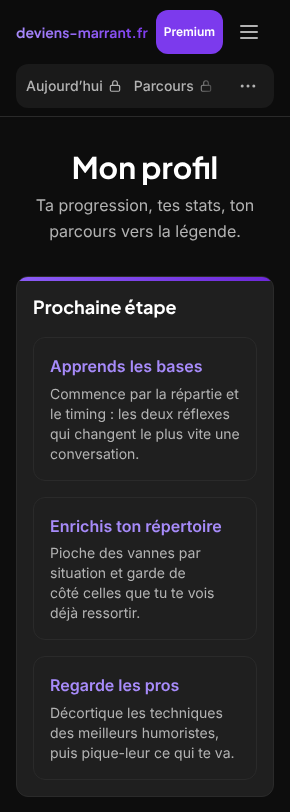 deviens-marrant.fr
Premium
Aujourd’hui
Parcours
Mon profil
Ta progression, tes stats, ton
parcours vers la légende.
Prochaine étape
Apprends les bases
Commence par la répartie et
le timing : les deux réflexes
qui changent le plus vite une
conversation.
Enrichis ton répertoire
Pioche des vannes par
situation et garde de
côté celles que tu te vois
déjà ressortir.
Regarde les pros
Décortique les techniques
des meilleurs humoristes,
puis pique-leur ce qui te va.